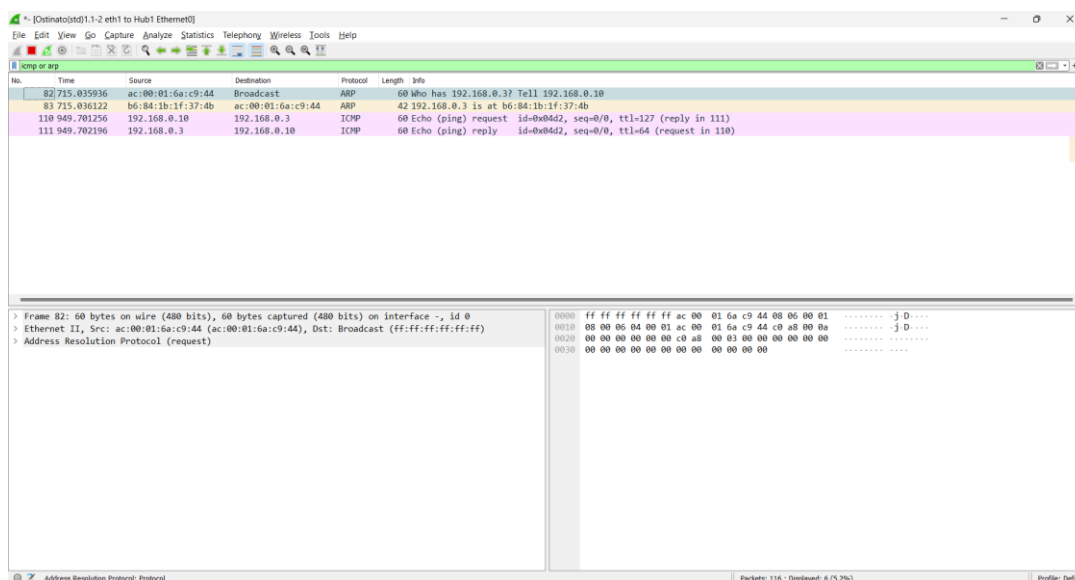 *- [Ostinato(std)1.1-2 eth1 to Hub1 Ethernet0]
File Edit View Go Capture Analyze Statistics Telephony Wireless Tools Help
icmp or arp
No. Time Source Destination Protocol Length Info
82 715.035936 ac:00:01:6a:c9:44 Broadcast ARP 60 Who has 192.168.0.3? Tell 192.168.0.10
83 715.036122 b6:84:1b:1f:37:4b ac:00:01:6a:c9:44 ARP 42 192.168.0.3 is at b6:84:1b:1f:37:4b
110 949.701256 192.168.0.10 192.168.0.3 ICMP 60 Echo (ping) request id=0x04d2, seq=0/0, ttl=127 (reply in 111)
111 949.702196 192.168.0.3 192.168.0.10 ICMP 60 Echo (ping) reply id=0x04d2, seq=0/0, ttl=64 (request in 110)
> Frame 82: 60 bytes on wire (480 bits), 60 bytes captured (480 bits) on interface -, id 0
> Ethernet II, Src: ac:00:01:6a:c9:44 (ac:00:01:6a:c9:44), Dst: Broadcast (ff:ff:ff:ff:ff:ff)
> Address Resolution Protocol (request)
0000 ff ff ff ff ff ff ac 00 01 6a c9 44 08 06 00 01 ········ ·j·D····
0010 08 00 06 04 00 01 ac 00 01 6a c9 44 c0 a8 00 0a ········ ·j·D····
0020 00 00 00 00 00 00 c0 a8 00 03 00 00 00 00 00 00 ········ ········
0030 00 00 00 00 00 00 00 00 00 00 00 00 ········ ····
Address Resolution Protocol: Protocol
Packets: 116 · Displayed: 6 (5.2%)
Profile: Def